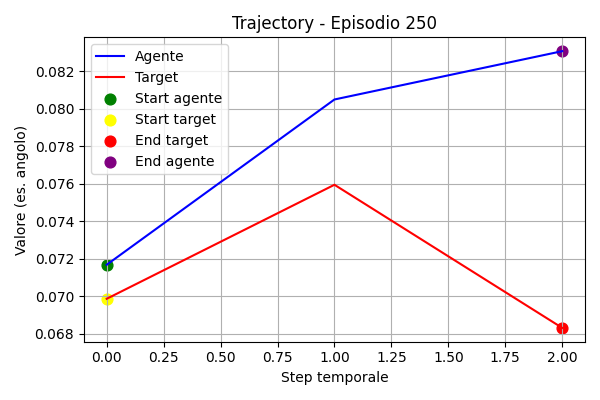 Trajectory - Episodio 250
Agente
Target
Start agente
Start target
End target
End agente
Valore (es. angolo)
0.082
0.080
0.078
0.076
0.074
0.072
0.070
0.068
0.00 0.25 0.50 0.75 1.00 1.25 1.50 1.75 2.00
Step temporale